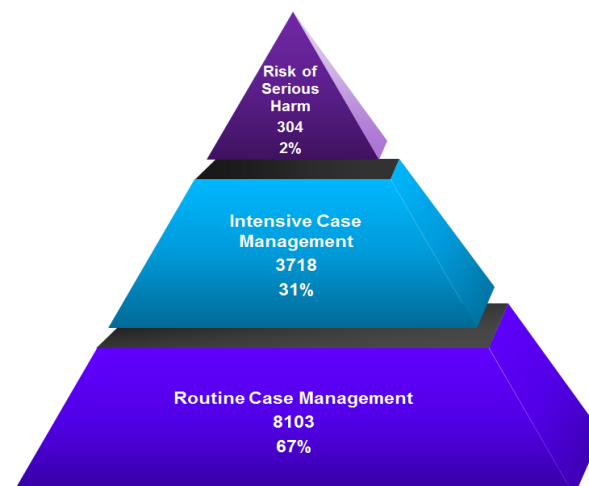 Risk of
Serious
Harm
304
2%
Intensive Case
Management
3718
31%
Routine Case Management
8103
67%